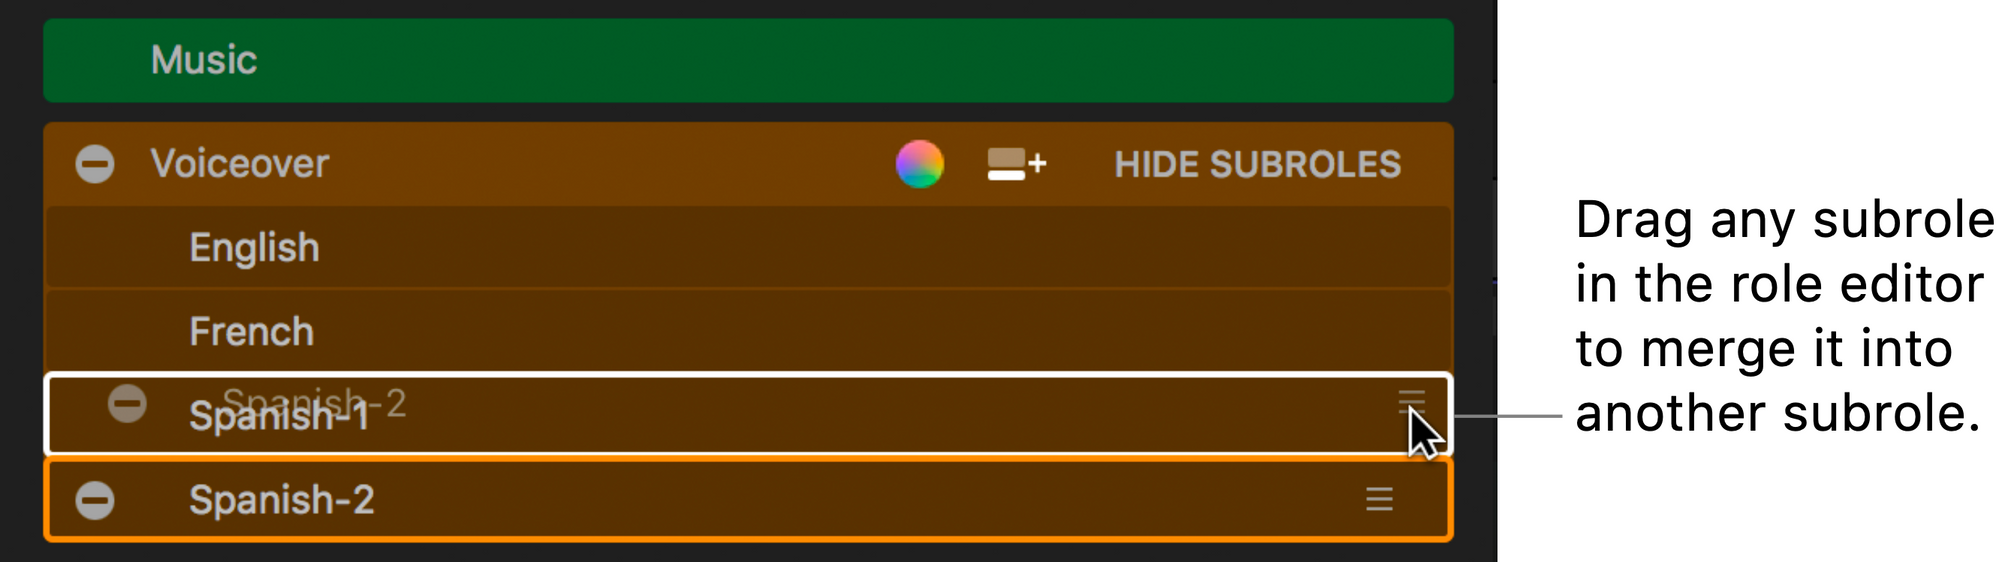 Music
Voiceover HIDE SUBROLES
English
French
Spanish-2
Spanish-1
Spanish-2
Drag any subrole
in the role editor
to merge it into
another subrole.